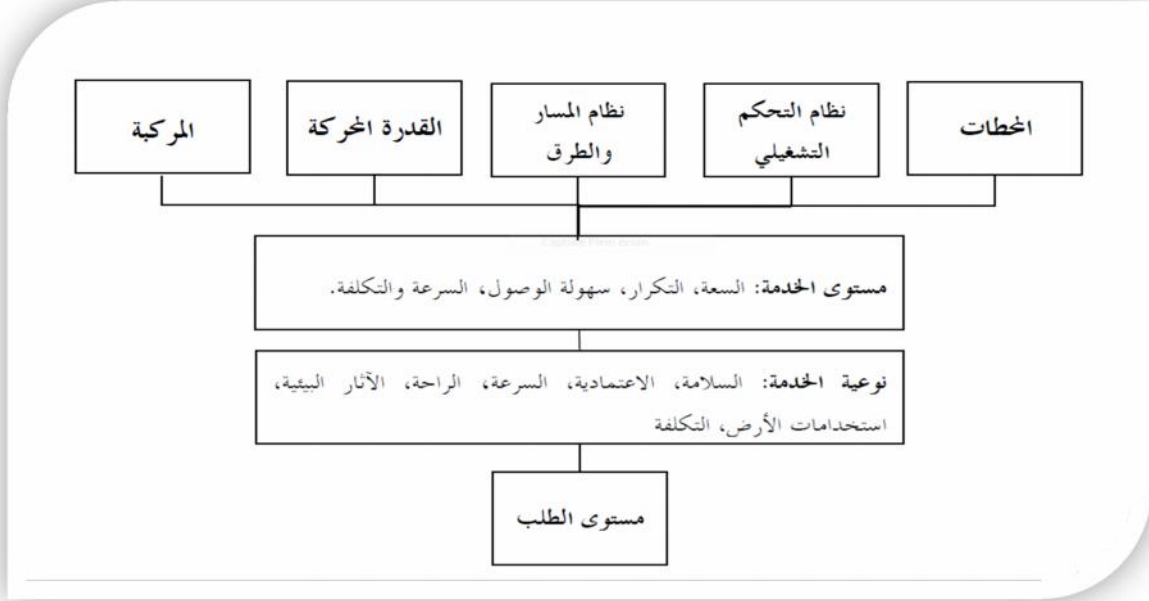 المحطات
نظام التحكم
التشغيلي
نظام المسار
والطرق
القدرة المحركة
المركبة
مستوى الخدمة: السعة، التكرار، سهولة الوصول، السرعة والتكلفة.
نوعية الخدمة: السلامة، الاعتمادية، السرعة، الراحة، الآثار البيئية،
استخدامات الأرض، التكلفة
مستوى الطلب